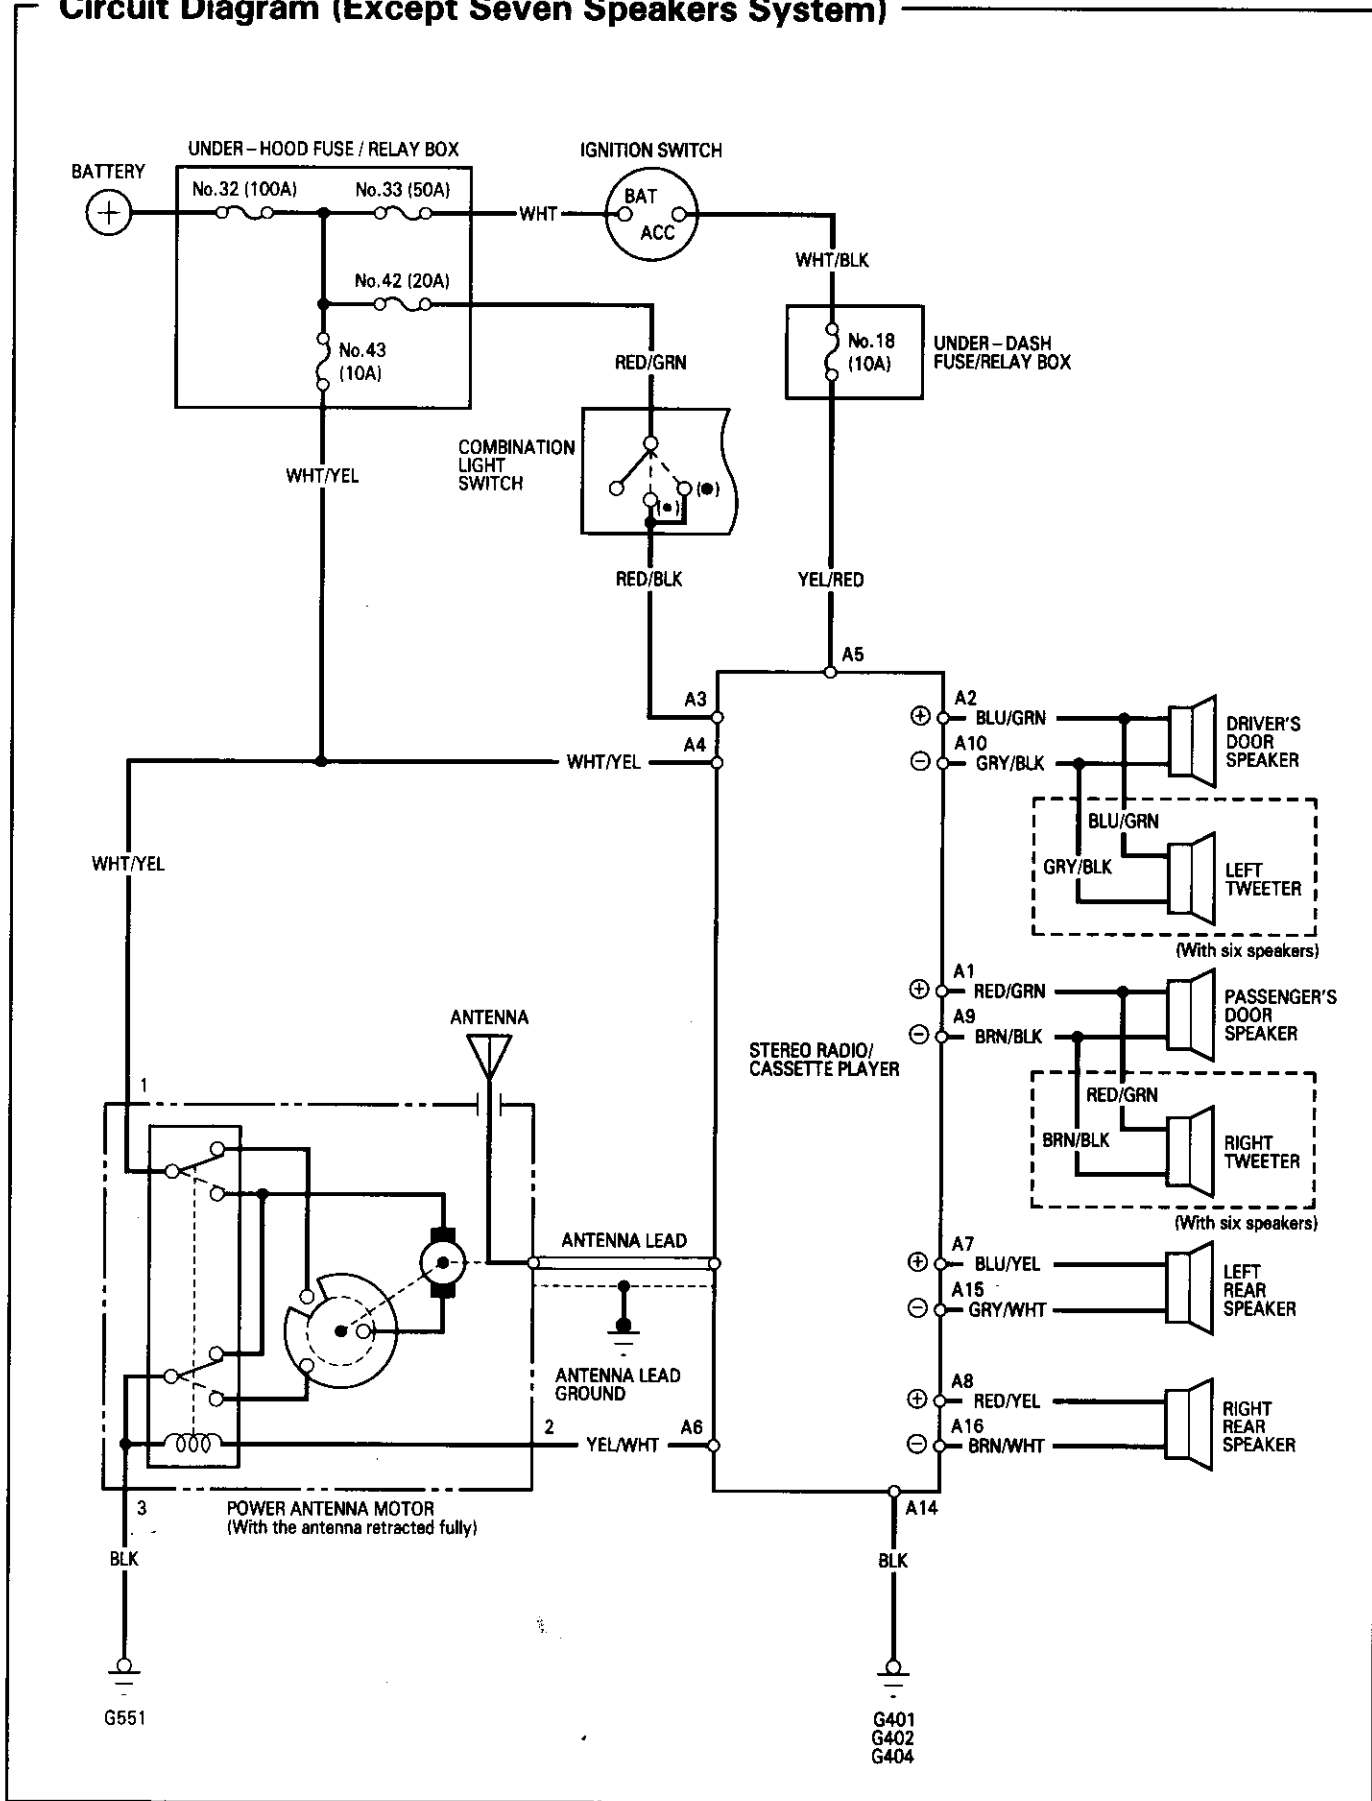 Circuit Diagram (Except Seven Speakers System)
UNDER-HOOD FUSE / RELAY BOX
IGNITION SWITCH
BATTERY
No.32 (100A)
No.33 (50A)
WHT
BAT
ACC
WHT/BLK
No.42 (20A)
No.43
(10A)
RED/GRN
No.18
(10A)
UNDER-DASH
FUSE/RELAY BOX
COMBINATION
LIGHT
SWITCH
WHT/YEL
RED/BLK
YEL/RED
A5
A3
A4
WHT/YEL
A2
BLU/GRN
A10
GRY/BLK
DRIVER'S
DOOR
SPEAKER
BLU/GRN
GRY/BLK
LEFT
TWEETER
(With six speakers)
WHT/YEL
A1
RED/GRN
A9
BRN/BLK
PASSENGER'S
DOOR
SPEAKER
ANTENNA
STEREO RADIO/
CASSETTE PLAYER
1
RED/GRN
BRN/BLK
RIGHT
TWEETER
(With six speakers)
ANTENNA LEAD
A7
BLU/YEL
A15
GRY/WHT
LEFT
REAR
SPEAKER
ANTENNA LEAD
GROUND
A8
RED/YEL
A16
BRN/WHT
RIGHT
REAR
SPEAKER
2
YEL/WHT
A6
3
POWER ANTENNA MOTOR
(With the antenna retracted fully)
A14
BLK
BLK
G551
G401
G402
G404